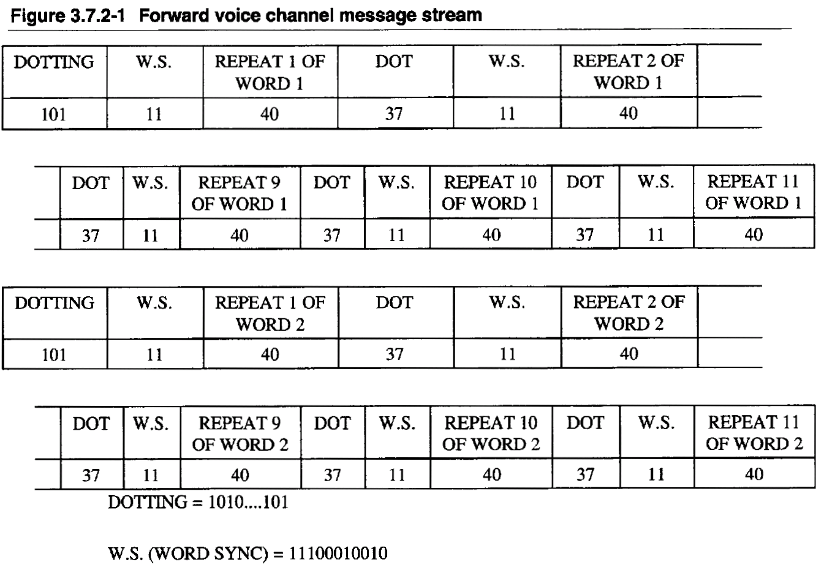 Figure 3.7.2-1 Forward voice channel message stream
DOTTING W.S. REPEAT 1 OF DOT W.S. REPEAT 2 OF
WORD 1 WORD 1
101 11 40 37 11 40
DOT W.S. REPEAT 9 DOT W.S. REPEAT 10 DOT W.S. REPEAT 11
OF WORD 1 OF WORD 1 OF WORD 1
37 11 40 37 11 40 37 11 40
DOTTING W.S. REPEAT 1 OF DOT W.S. REPEAT 2 OF
WORD 2 WORD 2
101 11 40 37 11 40
DOT W.S. REPEAT 9 DOT W.S. REPEAT 10 DOT W.S. REPEAT 11
OF WORD 2 OF WORD 2 OF WORD 2
37 11 40 37 11 40 37 11 40
DOTTING = 1010....101
W.S. (WORD SYNC) = 11100010010